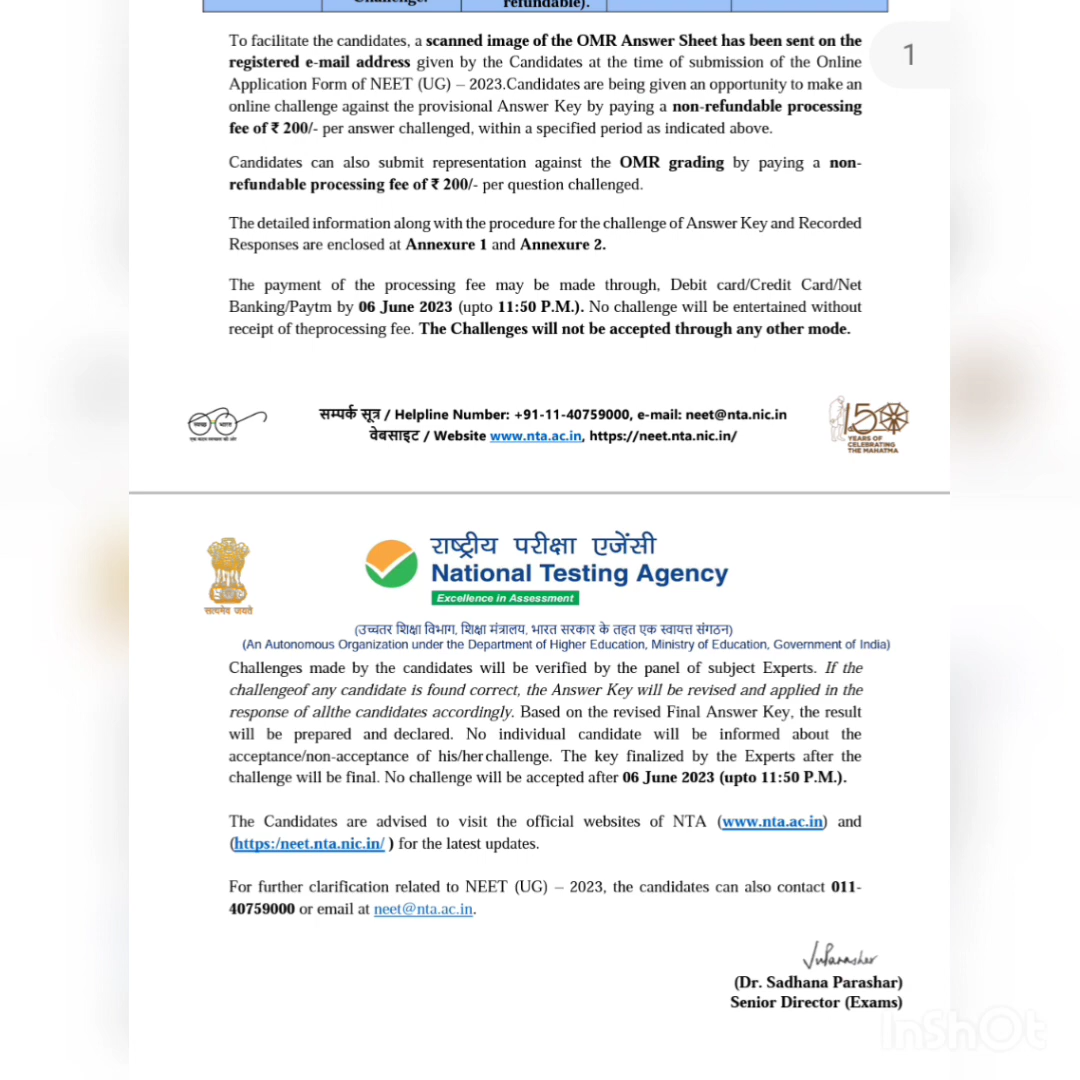 Challenge.
refundable).
1
To facilitate the candidates, a scanned image of the OMR Answer Sheet has been sent on the
registered e-mail address given by the Candidates at the time of submission of the Online
Application Form of NEET (UG) – 2023.Candidates are being given an opportunity to make an
online challenge against the provisional Answer Key by paying a non-refundable processing
fee of ₹ 200/- per answer challenged, within a specified period as indicated above.
Candidates can also submit representation against the OMR grading by paying a non-
refundable processing fee of ₹ 200/- per question challenged.
The detailed information along with the procedure for the challenge of Answer Key and Recorded
Responses are enclosed at Annexure 1 and Annexure 2.
The payment of the processing fee may be made through, Debit card/Credit Card/Net
Banking/Paytm by 06 June 2023 (upto 11:50 P.M.). No challenge will be entertained without
receipt of theprocessing fee. The Challenges will not be accepted through any other mode.
स्वच्छ भारत
एक कदम स्वच्छता की ओर
सम्पर्क सूत्र / Helpline Number: +91-11-40759000, e-mail: neet@nta.nic.in
वेबसाइट / Website www.nta.ac.in, https://neet.nta.nic.in/
150
YEARS OF
CELEBRATING
THE MAHATMA
सत्यमेव जयते
राष्ट्रीय परीक्षा एजेंसी
National Testing Agency
Excellence in Assessment
(उच्चतर शिक्षा विभाग, शिक्षा मंत्रालय, भारत सरकार के तहत एक स्वायत्त संगठन)
(An Autonomous Organization under the Department of Higher Education, Ministry of Education, Government of India)
Challenges made by the candidates will be verified by the panel of subject Experts. If the
challengeof any candidate is found correct, the Answer Key will be revised and applied in the
response of allthe candidates accordingly. Based on the revised Final Answer Key, the result
will be prepared and declared. No individual candidate will be informed about the
acceptance/non-acceptance of his/her challenge. The key finalized by the Experts after the
challenge will be final. No challenge will be accepted after 06 June 2023 (upto 11:50 P.M.).
The Candidates are advised to visit the official websites of NTA (www.nta.ac.in) and
(https:/neet.nta.nic.in/ ) for the latest updates.
For further clarification related to NEET (UG) – 2023, the candidates can also contact 011-
40759000 or email at neet@nta.ac.in.
(Dr. Sadhana Parashar)
Senior Director (Exams)
InShOt